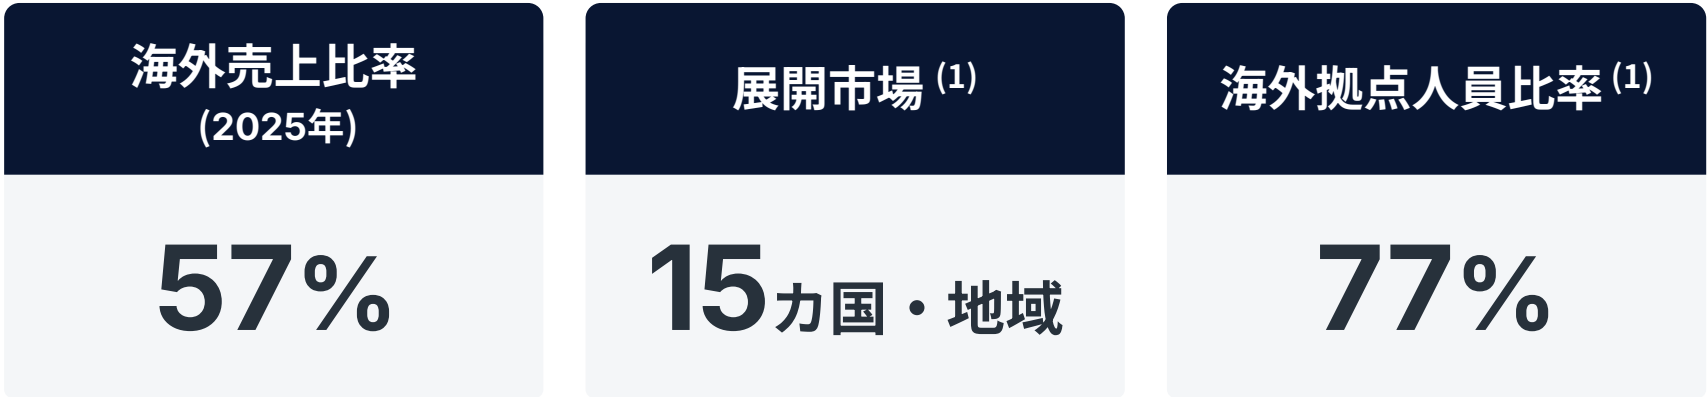 海外売上比率
(2025年)
57%
展開市場 (1)
15カ国・地域
海外拠点人員比率 (1)
77%